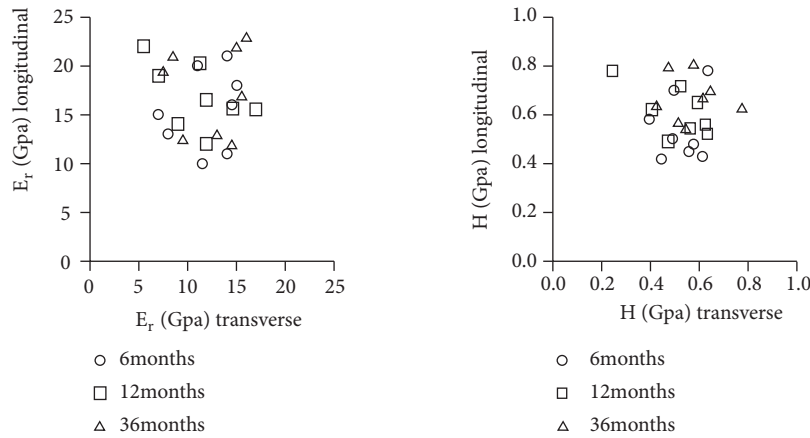 25
20
15
10
5
0
E_r (Gpa) longitudinal
0 5 10 15 20 25
E_r (Gpa) transverse
6months
12months
36months
1.0
0.8
0.6
0.4
0.2
0.0
H (Gpa) longitudinal
0.0 0.2 0.4 0.6 0.8 1.0
H (Gpa) transverse
6months
12months
36months